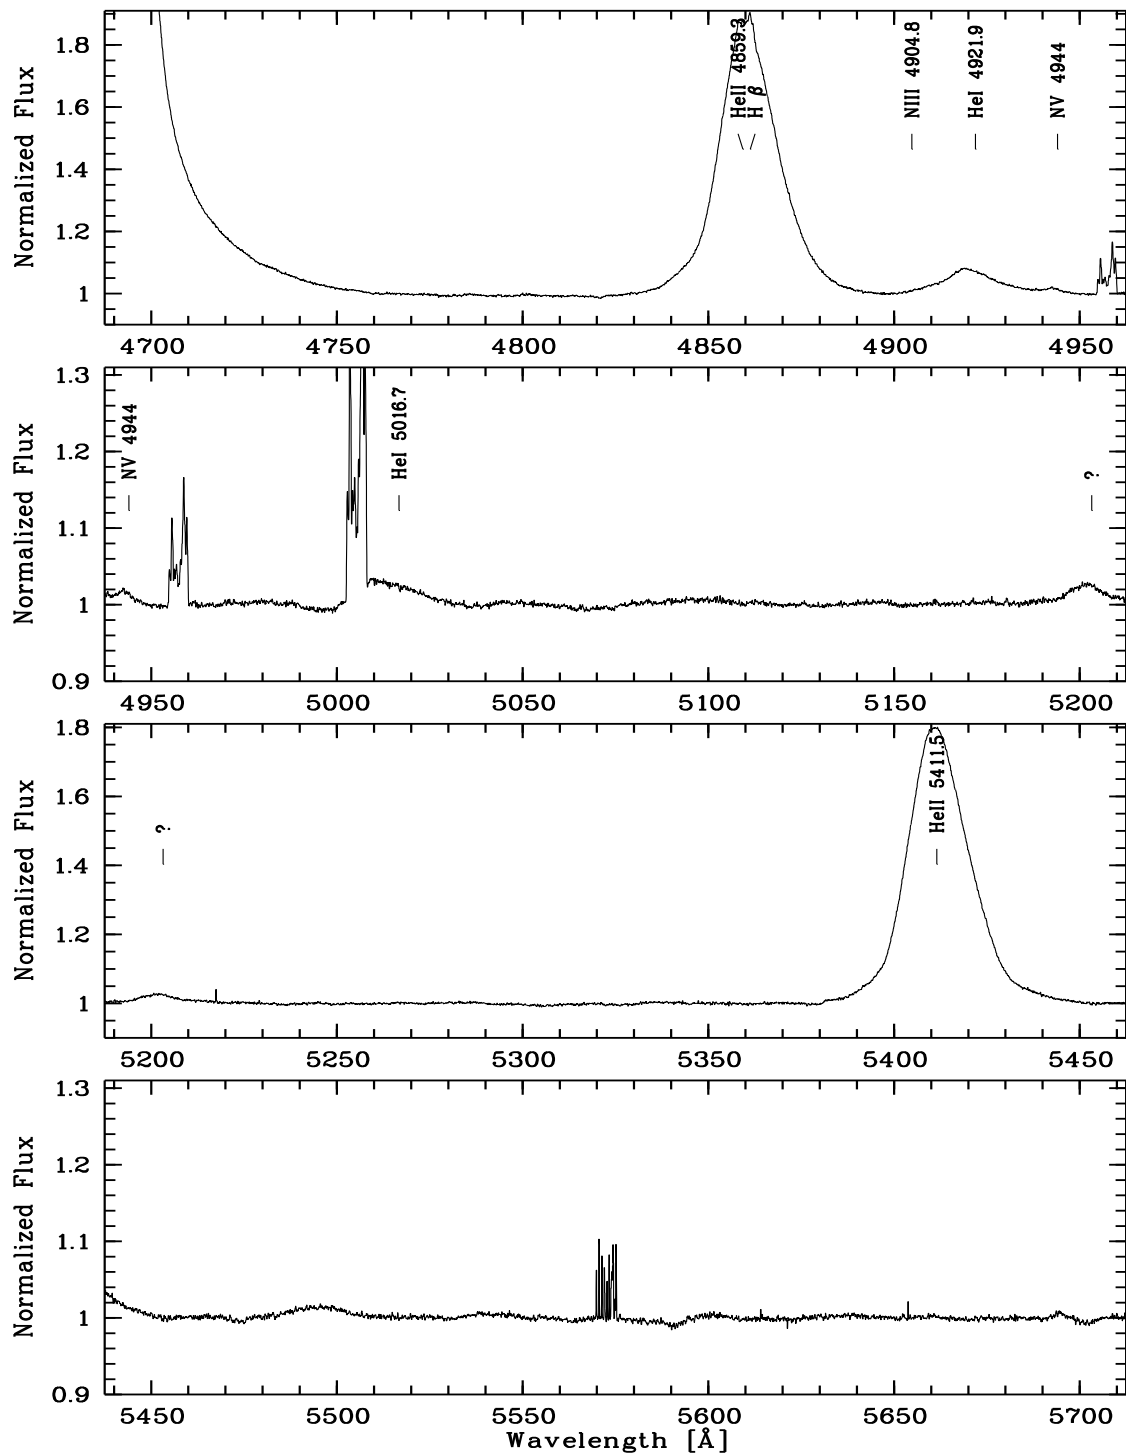 Normalized Flux
1.8
1.6
1.4
1.2
1
HeII 4859.3
H β
NIII 4904.8
HeI 4921.9
NV 4944
4700 4750 4800 4850 4900 4950
Normalized Flux
1.3
1.2
1.1
1
0.9
NV 4944
HeI 5016.7
?
4950 5000 5050 5100 5150 5200
Normalized Flux
1.8
1.6
1.4
1.2
1
?
HeII 5411.5
5200 5250 5300 5350 5400 5450
Normalized Flux
1.3
1.2
1.1
1
0.9
5450 5500 5550 5600 5650 5700
Wavelength [Å]